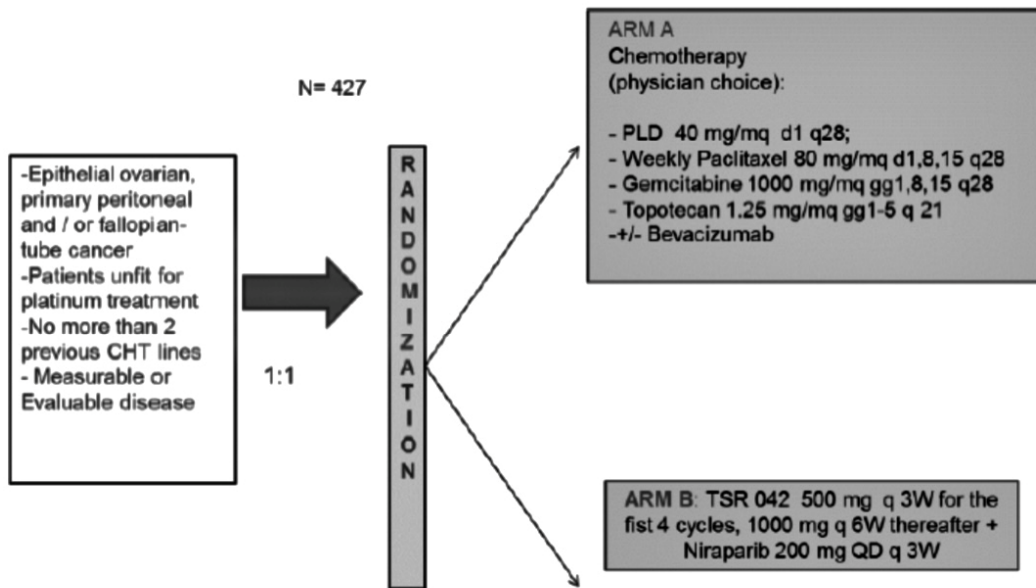 N= 427
-Epithelial ovarian,
primary peritoneal
and / or fallopian-
tube cancer
-Patients unfit for
platinum treatment
-No more than 2
previous CHT lines
- Measurable or
Evaluable disease
1:1
RANDOMIZATION
ARM A
Chemotherapy
(physician choice):
- PLD 40 mg/mq d1 q28;
- Weekly Paclitaxel 80 mg/mq d1,8,15 q28
- Gemcitabine 1000 mg/mq gg1,8,15 q28
- Topotecan 1.25 mg/mq gg1-5 q 21
-+/- Bevacizumab
ARM B: TSR 042 500 mg q 3W for the
fist 4 cycles, 1000 mg q 6W thereafter +
Niraparib 200 mg QD q 3W